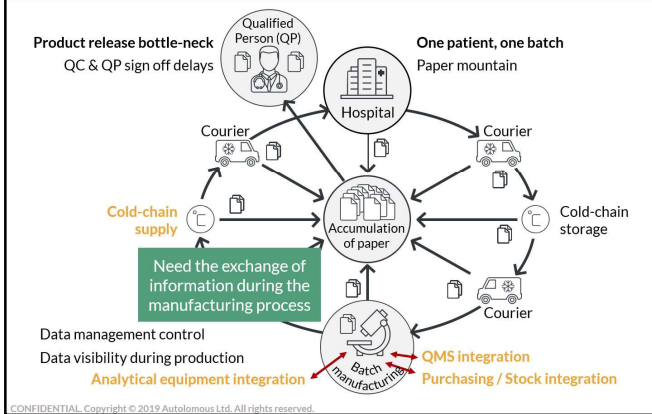 Qualified
Person (QP)
Product release bottle-neck
QC & QP sign off delays
One patient, one batch
Paper mountain
Hospital
Courier
Courier
Cold-chain
supply
°C
Accumulation
of paper
°C
Cold-chain
storage
Need the exchange of
information during the
manufacturing process
Courier
Data management control
Data visibility during production
Analytical equipment integration
Batch
manufacturing
QMS integration
Purchasing / Stock integration
CONFIDENTIAL. Copyright © 2019 Autolomous Ltd. All rights reserved.